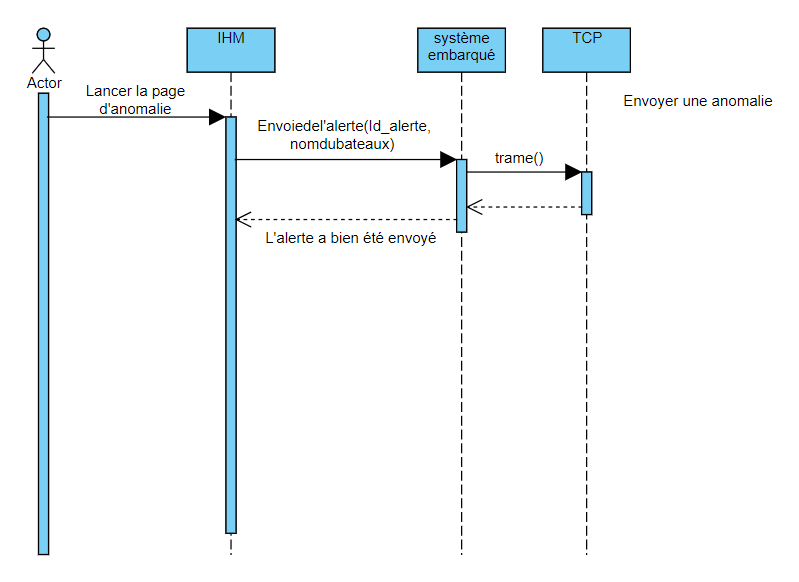 IHM
système
embarqué
TCP
Actor
Lancer la page
d'anomalie
Envoyer une anomalie
Envoiedel'alerte(Id_alerte,
nomdubateaux)
trame()
L'alerte a bien été envoyé